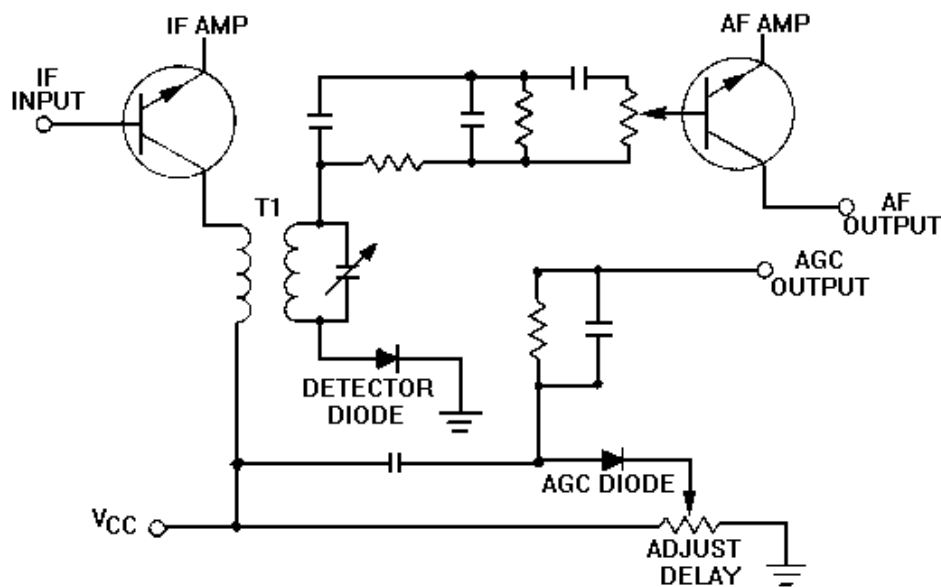 IF AMP
AF AMP
IF
INPUT
T1
AF
OUTPUT
AGC
OUTPUT
DETECTOR
DIODE
AGC DIODE
VCC
ADJUST
DELAY